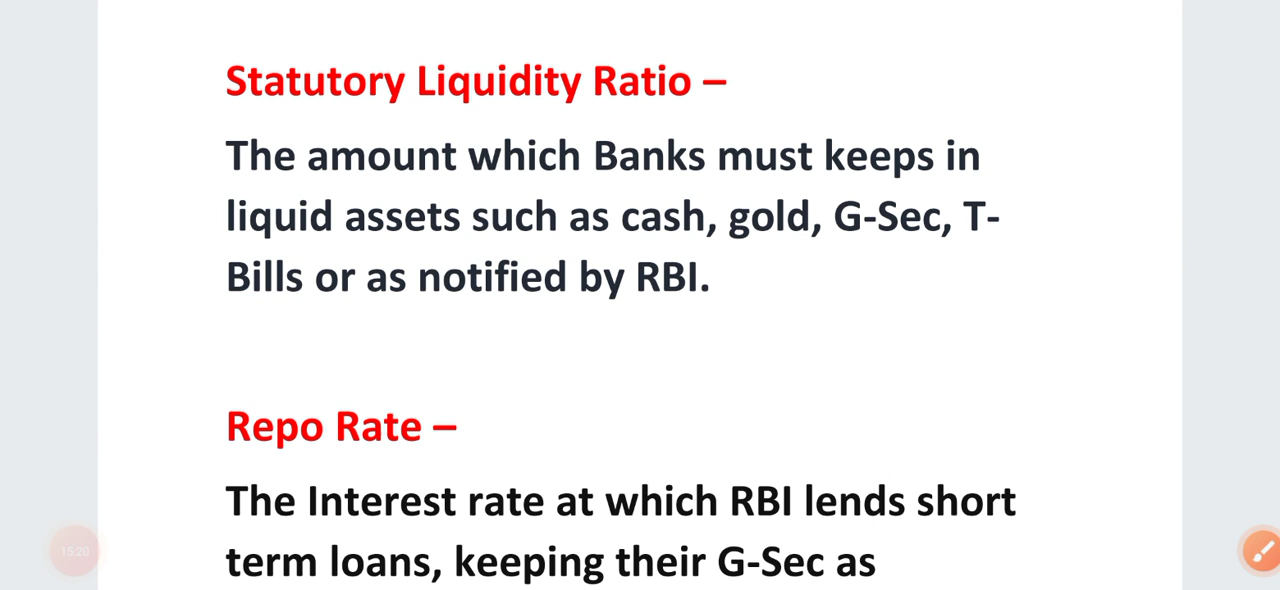 Statutory Liquidity Ratio –
The amount which Banks must keeps in
liquid assets such as cash, gold, G-Sec, T-
Bills or as notified by RBI.
Repo Rate –
The Interest rate at which RBI lends short
term loans, keeping their G-Sec as
15:20